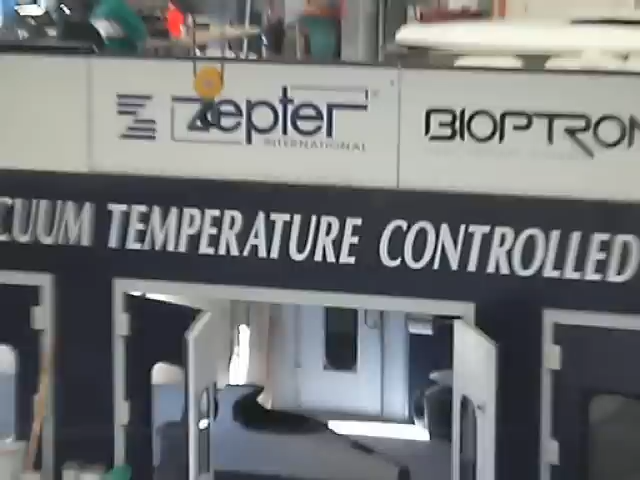 zepter
INTERNATIONAL
BIOPTRON
CUUM TEMPERATURE CONTROLLED